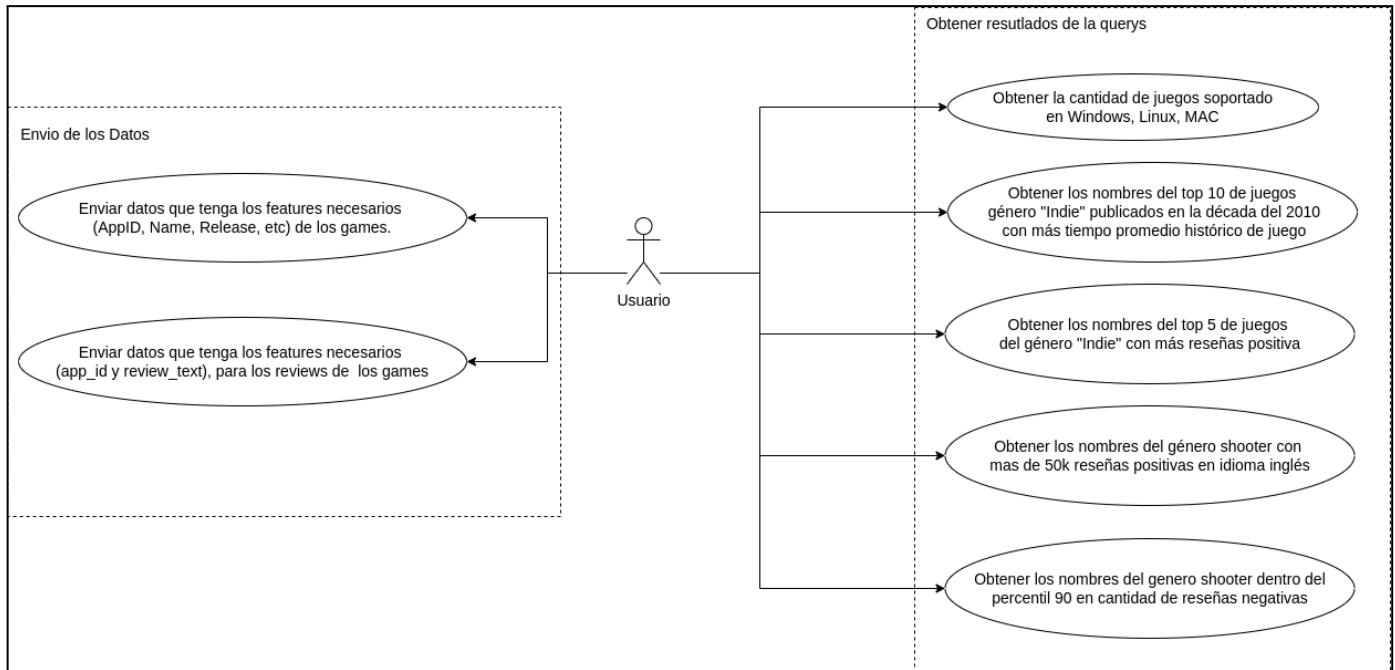 Obtener resutlados de la querys
Envio de los Datos
Enviar datos que tenga los features necesarios
(AppID, Name, Release, etc) de los games.
Enviar datos que tenga los features necesarios
(app_id y review_text), para los reviews de los games
Usuario
Obtener la cantidad de juegos soportado
en Windows, Linux, MAC
Obtener los nombres del top 10 de juegos
género "Indie" publicados en la década del 2010
con más tiempo promedio histórico de juego
Obtener los nombres del top 5 de juegos
del género "Indie" con más reseñas positiva
Obtener los nombres del género shooter con
mas de 50k reseñas positivas en idioma inglés
Obtener los nombres del genero shooter dentro del
percentil 90 en cantidad de reseñas negativas